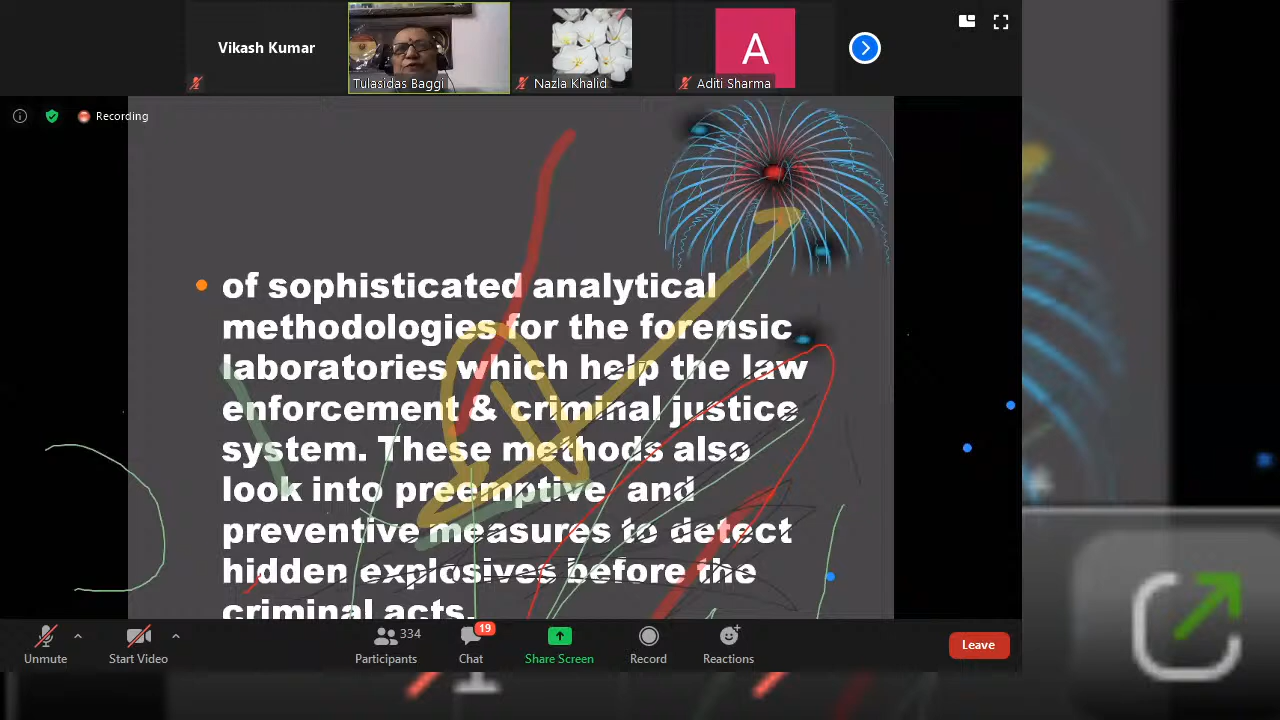 Vikash Kumar
Tulasidas Baggi
Nazla Khalid
A
Aditi Sharma
Recording
of sophisticated analytical
methodologies for the forensic
laboratories which help the law
enforcement & criminal justice
system. These methods also
look into preemptive and
preventive measures to detect
hidden explosives before the
criminal acts.
334
19
Unmute
Start Video
Participants
Chat
Share Screen
Record
Reactions
Leave